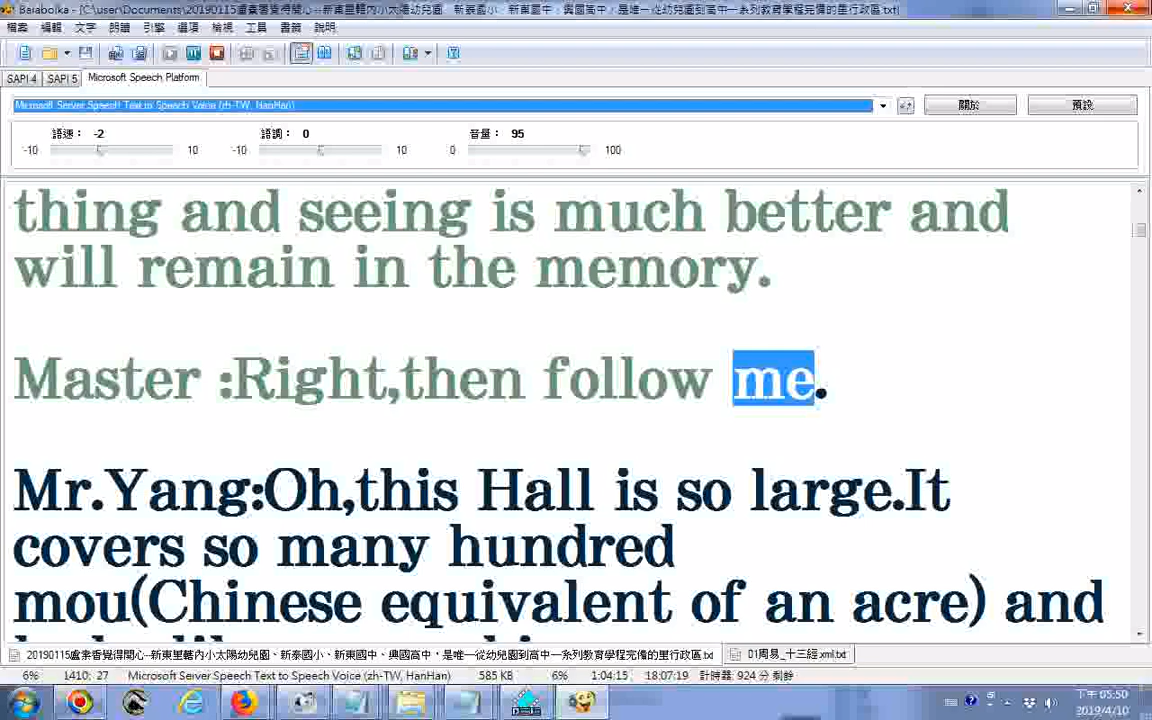 Balabolka - [C:\user\Documents\20190115盧素香覺得開心--新東里轄內小太陽幼兒園、新泰國小、新東國中、興國高中，是唯一從幼兒園到高中一系列教育學程完備的里行政區.txt]
檔案 編輯 文字 朗讀 引擎 選項 檢視 工具 書籤 說明
SAPI 4 SAPI 5 Microsoft Speech Platform
Microsoft Server Speech Text to Speech Voice (zh-TW, HanHan)
關於 預設
語速： -2 語調： 0 音量： 95
-10 10 -10 10 0 100
thing and seeing is much better and
will remain in the memory.
Master :Right,then follow me.
Mr.Yang:Oh,this Hall is so large.It
covers so many hundred
mou(Chinese equivalent of an acre) and
20190115盧素香覺得開心--新東里轄內小太陽幼兒園、新泰國小、新東國中、興國高中，是唯一從幼兒園到高中一系列教育學程完備的里行政區.txt 01周易_十三經.xml.txt
6% 1410; 27 Microsoft Server Speech Text to Speech Voice (zh-TW, HanHan) 585 KB 6% 1:04:15 18:07:19 計時器: 924 分 剩餘
下午 05:50
2019/4/10